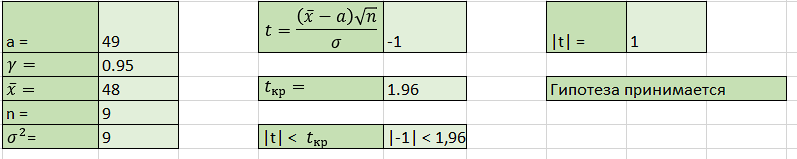 a = 49
γ = 0.95
x̄ = 48
n = 9
σ²= 9
t = (x̄ − a)√n / σ -1
t_кр = 1.96
|t| < t_кр |-1| < 1,96
|t| = 1
Гипотеза принимается